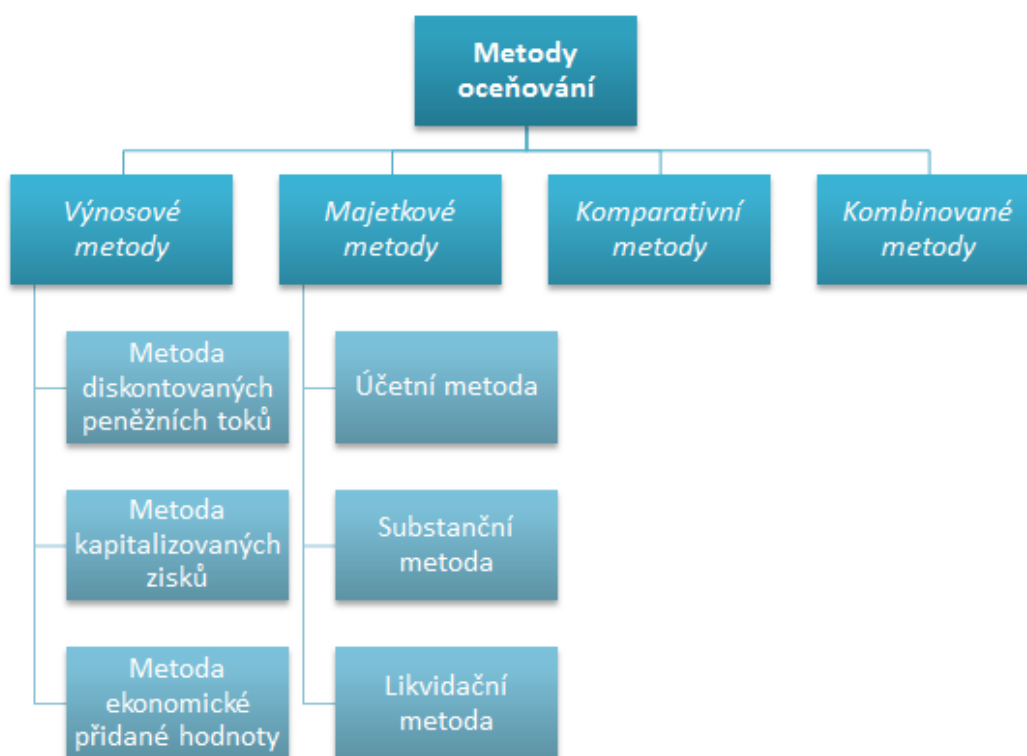 Metody
oceňování
Výnosové
metody
Majetkové
metody
Komparativní
metody
Kombinované
metody
Metoda
diskontovaných
peněžních toků
Metoda
kapitalizovaných
zisků
Metoda
ekonomické
přidané hodnoty
Účetní metoda
Substanční
metoda
Likvidační
metoda